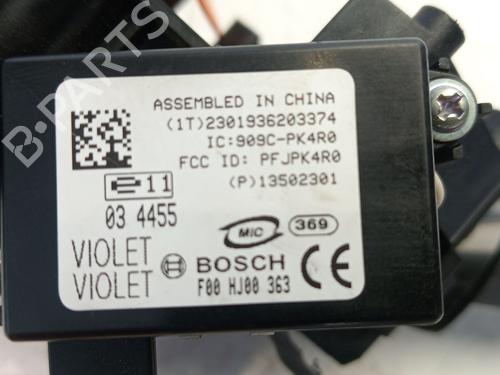 B-PARTS
ASSEMBLED IN CHINA
(1T)2301936203374
IC:909C-PK4R0
FCC ID: PFJPK4R0
(P)13502301
11
03 4455
MIC
369
VIOLET
VIOLET
BOSCH
F00 HJ00 363
CE